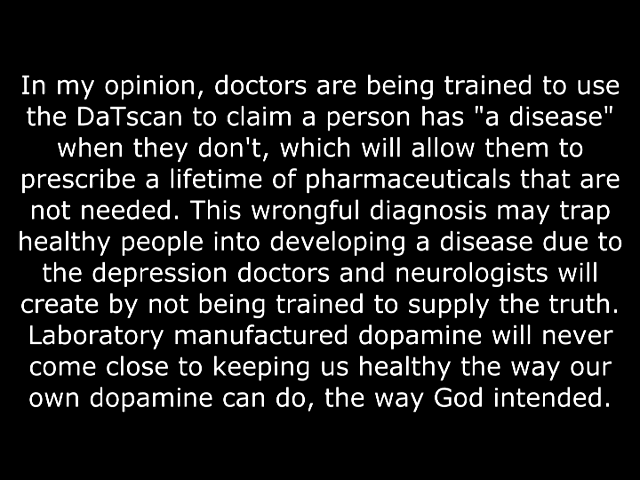 In my opinion, doctors are being trained to use
the DaTscan to claim a person has "a disease"
when they don't, which will allow them to
prescribe a lifetime of pharmaceuticals that are
not needed. This wrongful diagnosis may trap
healthy people into developing a disease due to
the depression doctors and neurologists will
create by not being trained to supply the truth.
Laboratory manufactured dopamine will never
come close to keeping us healthy the way our
own dopamine can do, the way God intended.